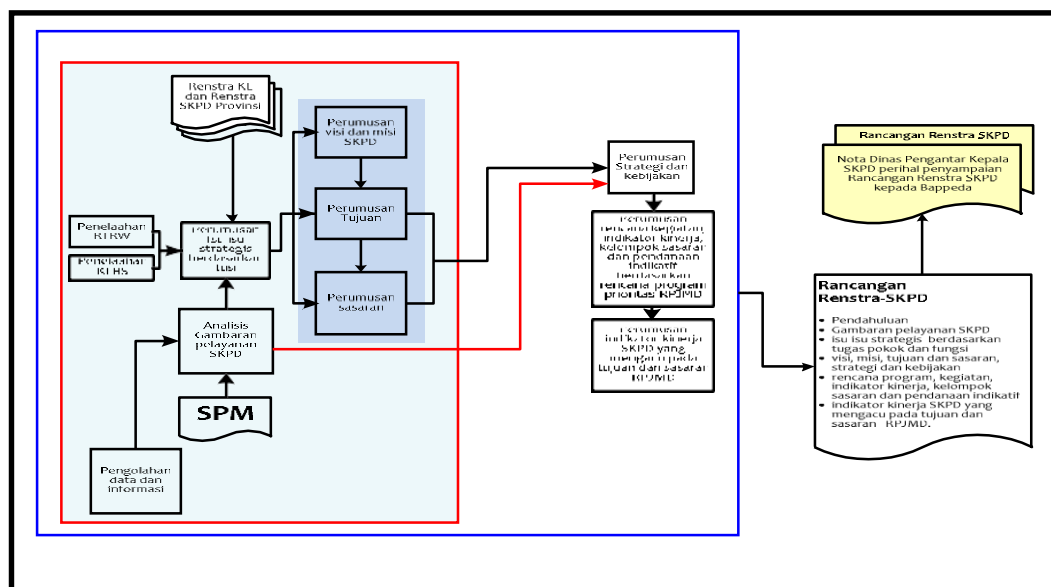 Renstra KL
dan Renstra
SKPD Provinsi
Perumusan
visi dan misi
SKPD
Perumusan
Tujuan
Perumusan
sasaran
Penelaahan
RTRW
Penelaahan
KLHS
Perumusan
Isu-isu
strategis
berdasarkan
tusi
Analisis
Gambaran
pelayanan
SKPD
SPM
Pengolahan
data dan
informasi
Perumusan
Strategi dan
kebijakan
Perumusan
rencana kegiatan,
indikator kinerja,
kelompok sasaran
dan pendanaan
indikatif
berdasarkan
rencana program
prioritas RPJMD
Perumusan
indikator kinerja
SKPD yang
mengacu pada
tujuan dan sasaran
RPJMD
Rancangan Renstra SKPD
Nota Dinas Pengantar Kepala
SKPD perihal penyampaian
Rancangan Renstra SKPD
kepada Bappeda
Rancangan
Renstra-SKPD
• Pendahuluan
• Gambaran pelayanan SKPD
• isu isu strategis berdasarkan
tugas pokok dan fungsi
• visi, misi, tujuan dan sasaran,
strategi dan kebijakan
• rencana program, kegiatan,
indikator kinerja, kelompok
sasaran dan pendanaan indikatif
• indikator kinerja SKPD yang
mengacu pada tujuan dan
sasaran RPJMD.